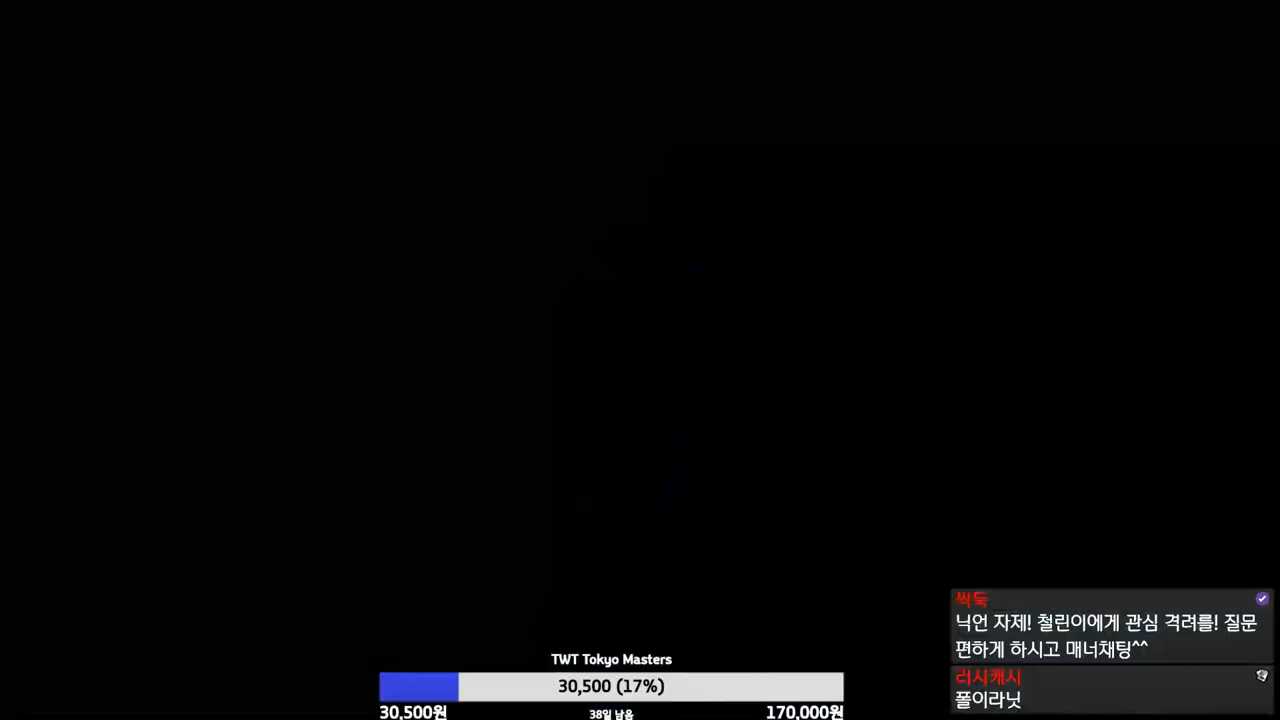 싹둑
닉언 자제! 철린이에게 관심 격려를! 질문
편하게 하시고 매너채팅^^
러시캐시
폴이라닛
TWT Tokyo Masters
30,500 (17%)
30,500원 38일 남음 170,000원